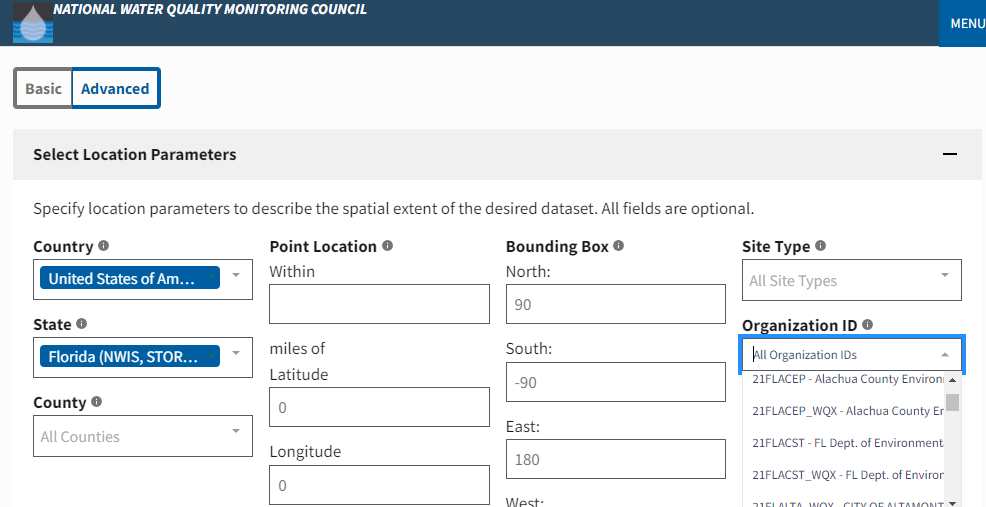 NATIONAL WATER QUALITY MONITORING COUNCIL
MENU
Basic
Advanced
Select Location Parameters
Specify location parameters to describe the spatial extent of the desired dataset. All fields are optional.
Country
United States of Am...
State
Florida (NWIS, STOR...
County
All Counties
Point Location
Within
miles of
Latitude
0
Longitude
0
Bounding Box
North:
90
South:
-90
East:
180
West:
Site Type
All Site Types
Organization ID
All Organization IDs
21FLACEP - Alachua County Environ
21FLACEP_WQX - Alachua County Er
21FLACST - FL Dept. of Environment
21FLACST_WQX - FL Dept. of Environ
21FLALTA_WQX - CITY OF ALTAMONT